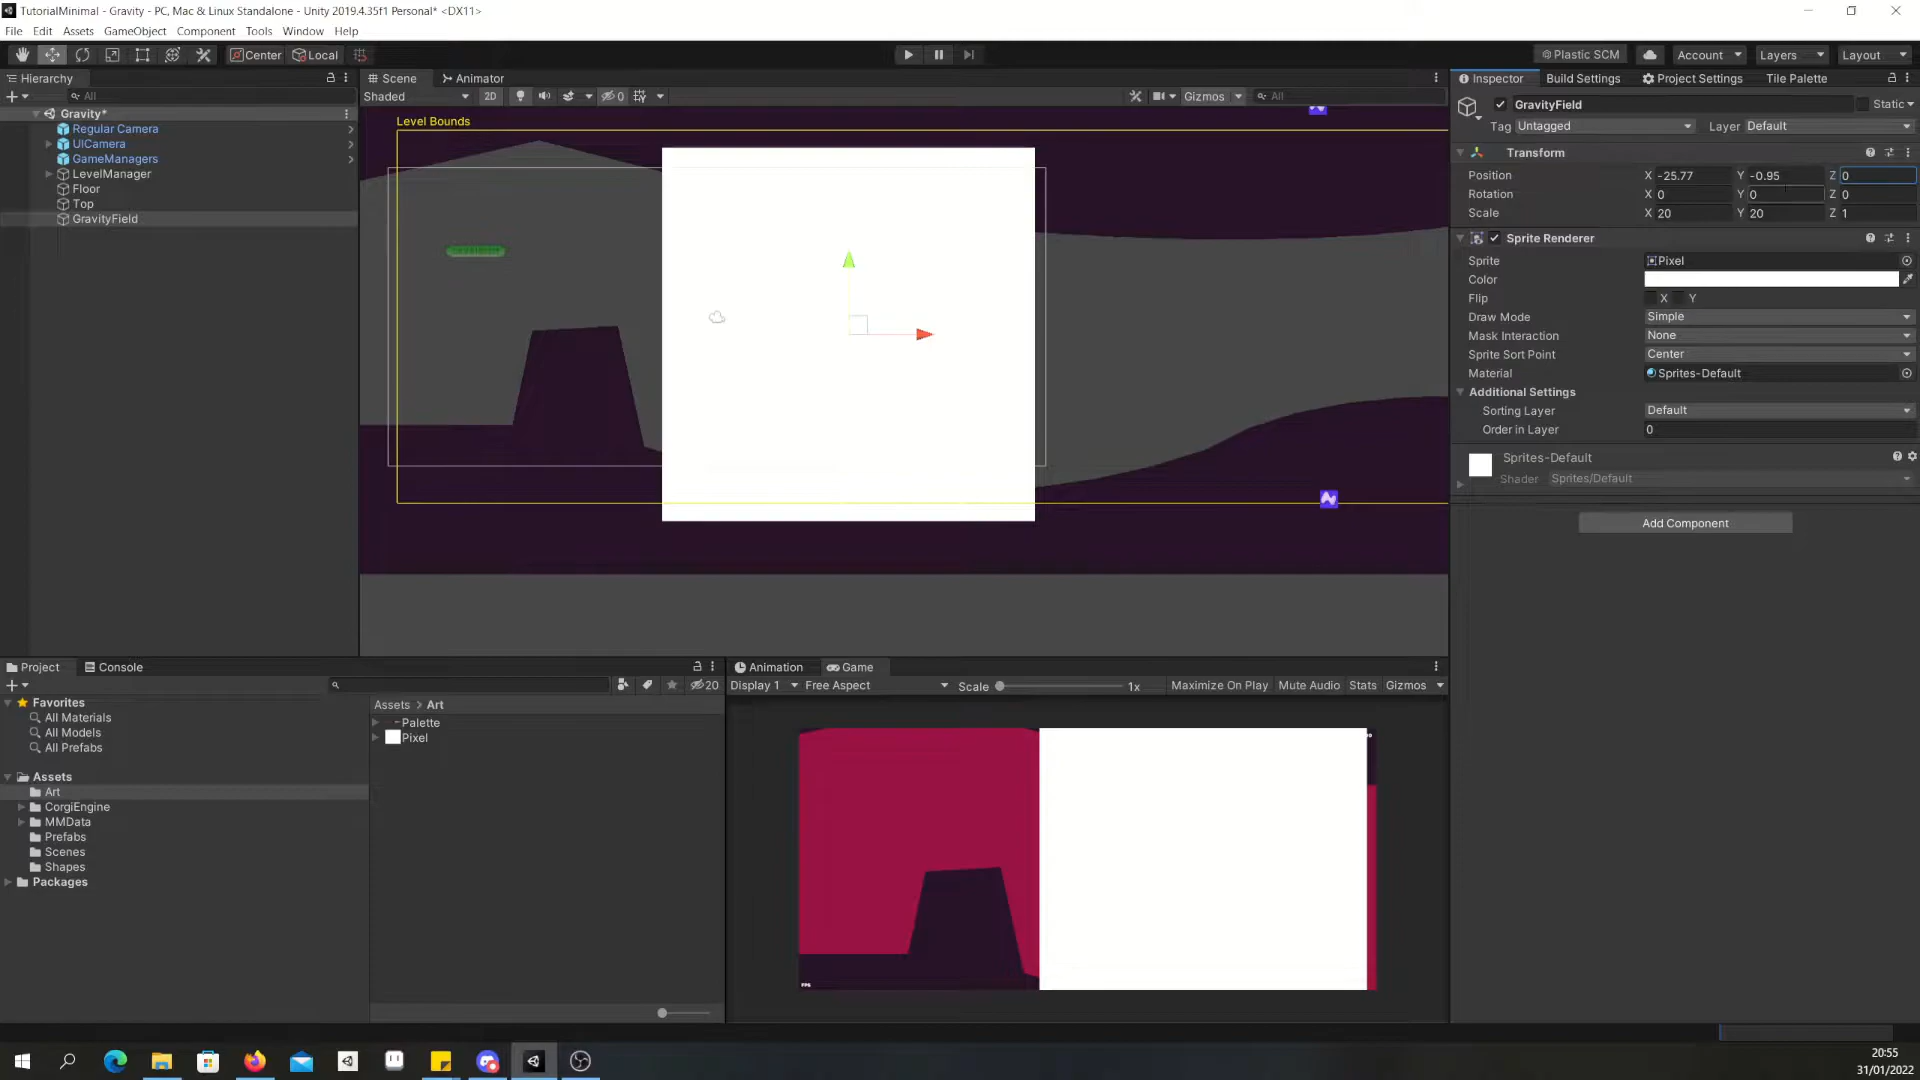 TutorialMinimal - Gravity - PC, Mac & Linux Standalone - Unity 2019.4.35f1 Personal* <DX11>
File Edit Assets GameObject Component Tools Window Help
Center Local Plastic SCM Account Layers Layout
Hierarchy
All
Gravity*
Regular Camera
UICamera
GameManagers
LevelManager
Floor
Top
GravityField
Scene Animator
Shaded 2D 0 Gizmos All
Level Bounds
Inspector Build Settings Project Settings Tile Palette
GravityField Static
Tag Untagged Layer Default
Transform
Position X -25.77 Y -0.95 Z 0
Rotation X 0 Y 0 Z 0
Scale X 20 Y 20 Z 1
Sprite Renderer
Sprite Pixel
Color
Flip X Y
Draw Mode Simple
Mask Interaction None
Sprite Sort Point Center
Material Sprites-Default
Additional Settings
Sorting Layer Default
Order in Layer 0
Sprites-Default
Shader Sprites/Default
Add Component
Project Console
20
Favorites
All Materials
All Models
All Prefabs
Assets
Art
CorgiEngine
MMData
Prefabs
Scenes
Shapes
Packages
Assets > Art
Palette
Pixel
Animation Game
Display 1 Free Aspect Scale 1x Maximize On Play Mute Audio Stats Gizmos
FPS
20:55
31/01/2022